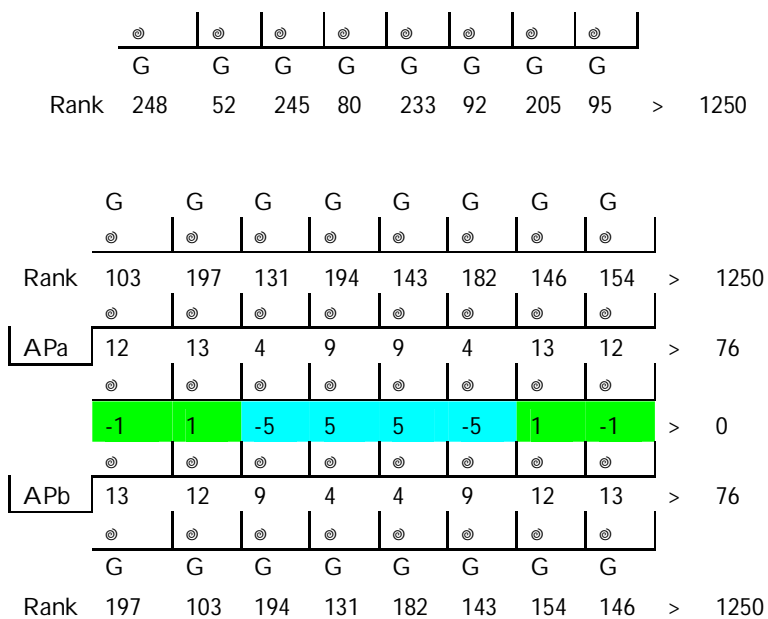 ꩜ ꩜ ꩜ ꩜ ꩜ ꩜ ꩜ ꩜
G G G G G G G G
Rank 248 52 245 80 233 92 205 95 > 1250
G G G G G G G G
꩜ ꩜ ꩜ ꩜ ꩜ ꩜ ꩜ ꩜
Rank 103 197 131 194 143 182 146 154 > 1250
꩜ ꩜ ꩜ ꩜ ꩜ ꩜ ꩜ ꩜
APa 12 13 4 9 9 4 13 12 > 76
꩜ ꩜ ꩜ ꩜ ꩜ ꩜ ꩜ ꩜
-1 1 -5 5 5 -5 1 -1 > 0
꩜ ꩜ ꩜ ꩜ ꩜ ꩜ ꩜ ꩜
APb 13 12 9 4 4 9 12 13 > 76
꩜ ꩜ ꩜ ꩜ ꩜ ꩜ ꩜ ꩜
G G G G G G G G
Rank 197 103 194 131 182 143 154 146 > 1250